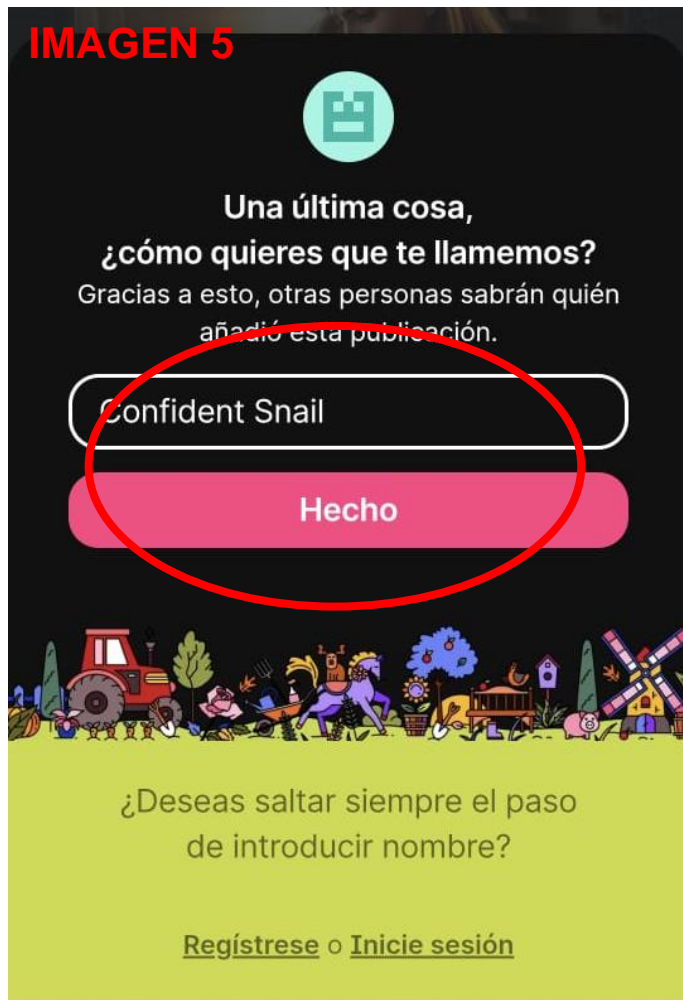 IMAGEN 5
Una última cosa,
¿cómo quieres que te llamemos?
Gracias a esto, otras personas sabrán quién
añadió esta publicación.
Confident Snail
Hecho
¿Deseas saltar siempre el paso
de introducir nombre?
Regístrese o Inicie sesión